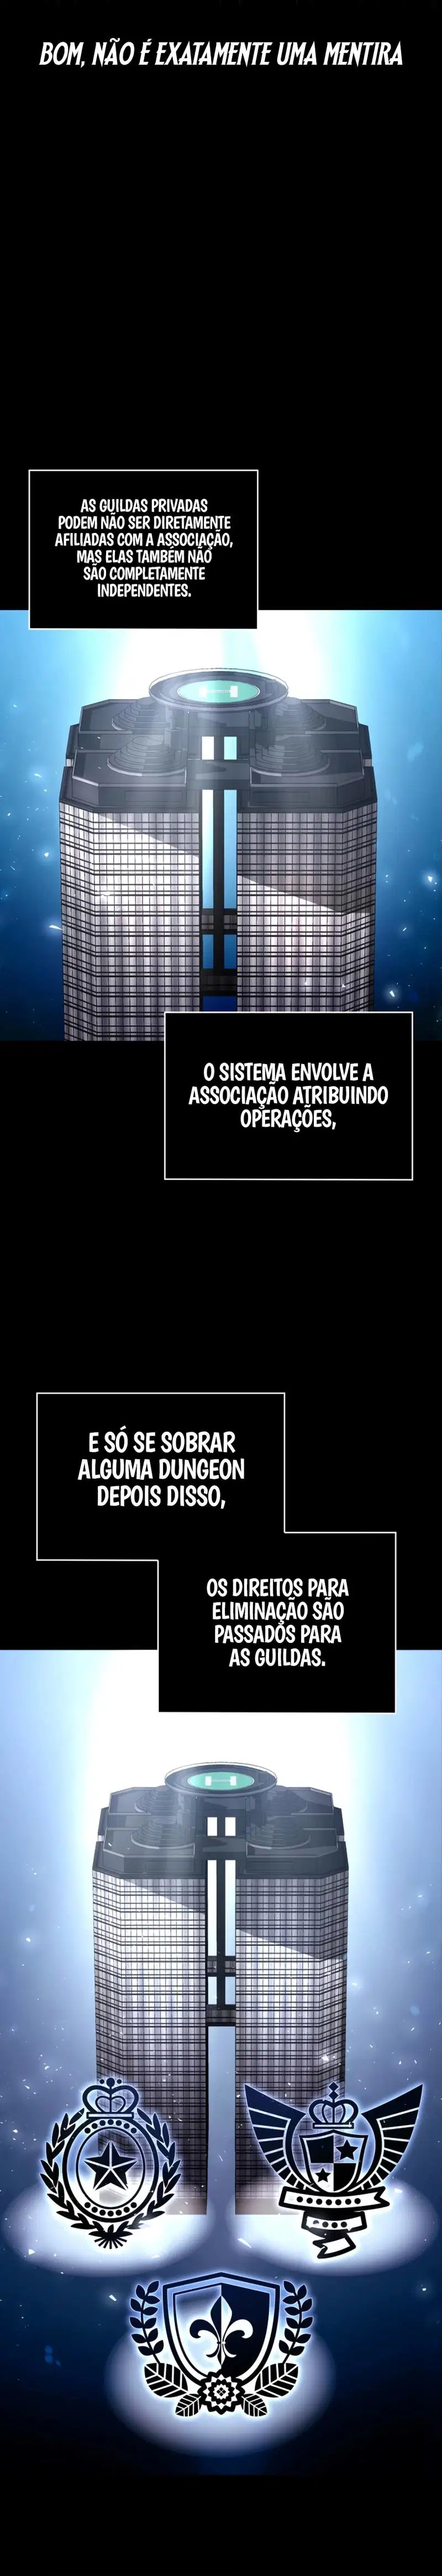 BOM, NÃO É EXATAMENTE UMA MENTIRA
AS GUILDAS PRIVADAS
PODEM NÃO SER DIRETAMENTE
AFILIADAS COM A ASSOCIAÇÃO,
MAS ELAS TAMBÉM NÃO
SÃO COMPLETAMENTE
INDEPENDENTES.
O SISTEMA ENVOLVE A
ASSOCIAÇÃO ATRIBUINDO
OPERAÇÕES,
E SÓ SE SOBRAR
ALGUMA DUNGEON
DEPOIS DISSO,
OS DIREITOS PARA
ELIMINAÇÃO SÃO
PASSADOS PARA
AS GUILDAS.